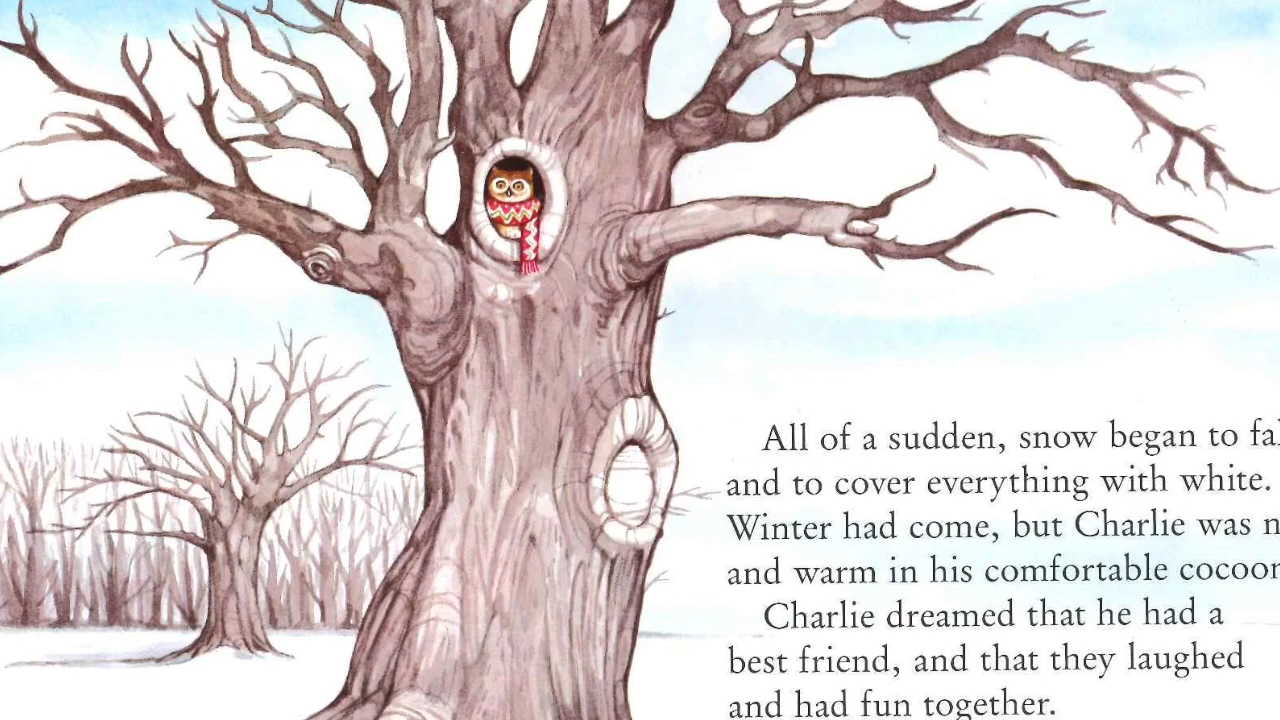 All of a sudden, snow began to
and to cover everything with white.
Winter had come, but Charlie was
and warm in his comfortable
Charlie dreamed that he had a
best friend, and that they laughed
and had fun together.